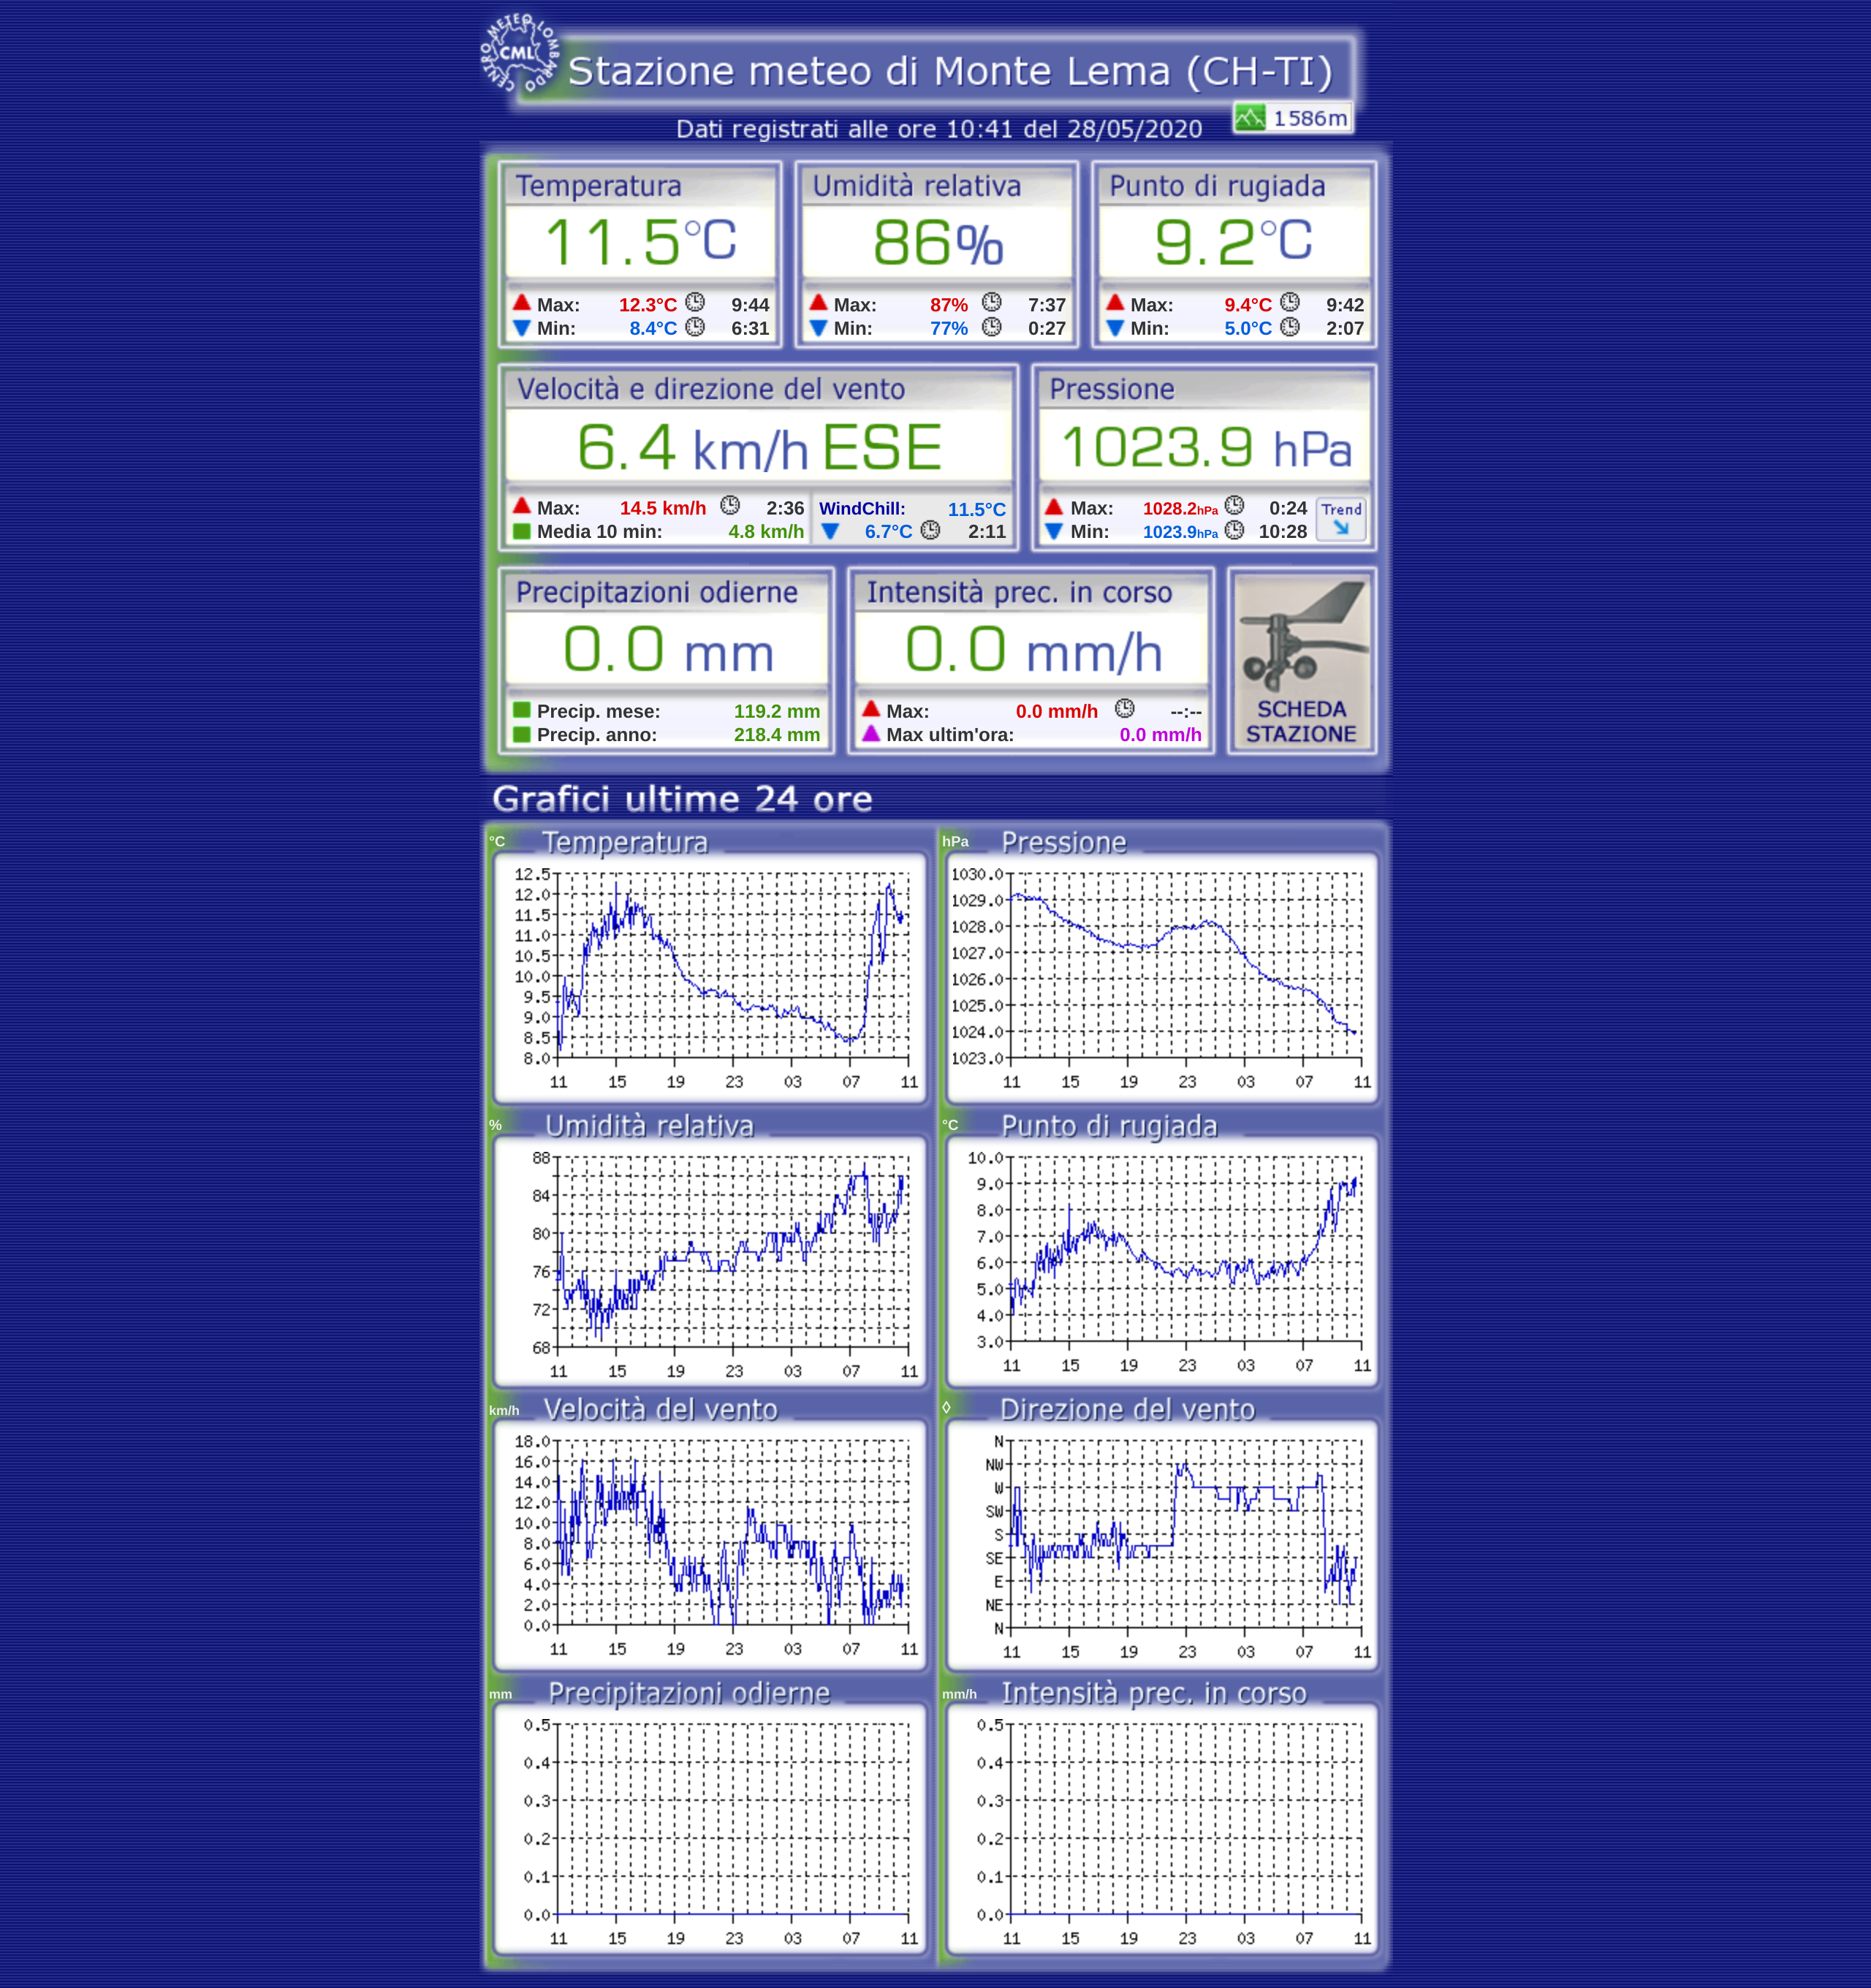 CENTRO METEO LOMBARDO
CML
Stazione meteo di Monte Lema (CH-TI)
1586m
Dati registrati alle ore 10:41 del 28/05/2020
Temperatura
11.5°C
Max: 12.3°C 9:44
Min: 8.4°C 6:31
Umidità relativa
86%
Max: 87% 7:37
Min: 77% 0:27
Punto di rugiada
9.2°C
Max: 9.4°C 9:42
Min: 5.0°C 2:07
Velocità e direzione del vento
6.4 km/h ESE
Max: 14.5 km/h 2:36
Media 10 min: 4.8 km/h
WindChill: 11.5°C
6.7°C 2:11
Pressione
1023.9 hPa
Max: 1028.2hPa 0:24
Min: 1023.9hPa 10:28
Trend
Precipitazioni odierne
0.0 mm
Precip. mese: 119.2 mm
Precip. anno: 218.4 mm
Intensità prec. in corso
0.0 mm/h
Max: 0.0 mm/h --:--
Max ultim'ora: 0.0 mm/h
SCHEDA
STAZIONE
Grafici ultime 24 ore
°C Temperatura
12.5
12.0
11.5
11.0
10.5
10.0
9.5
9.0
8.5
8.0
11 15 19 23 03 07 11
hPa Pressione
1030.0
1029.0
1028.0
1027.0
1026.0
1025.0
1024.0
1023.0
11 15 19 23 03 07 11
% Umidità relativa
88
84
80
76
72
68
11 15 19 23 03 07 11
°C Punto di rugiada
10.0
9.0
8.0
7.0
6.0
5.0
4.0
3.0
11 15 19 23 03 07 11
km/h Velocità del vento
18.0
16.0
14.0
12.0
10.0
8.0
6.0
4.0
2.0
0.0
11 15 19 23 03 07 11
◊ Direzione del vento
N
NW
W
SW
S
SE
E
NE
N
11 15 19 23 03 07 11
mm Precipitazioni odierne
0.5
0.4
0.3
0.2
0.1
0.0
11 15 19 23 03 07 11
mm/h Intensità prec. in corso
0.5
0.4
0.3
0.2
0.1
0.0
11 15 19 23 03 07 11